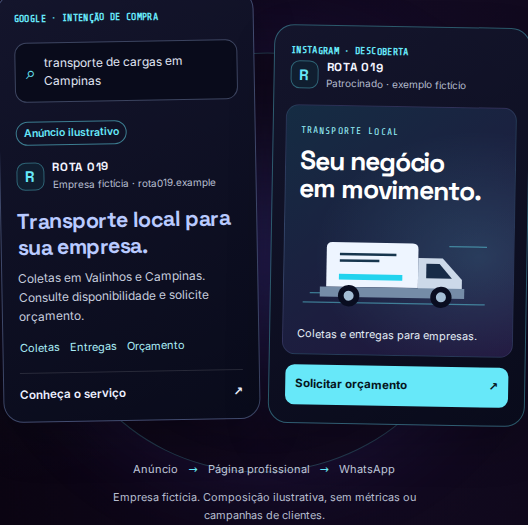 GOOGLE · INTENÇÃO DE COMPRA
transporte de cargas em
Campinas
Anúncio ilustrativo
R
ROTA 019
Empresa fictícia · rota019.example
Transporte local para
sua empresa.
Coletas em Valinhos e Campinas.
Consulte disponibilidade e solicite
orçamento.
Coletas Entregas Orçamento
Conheça o serviço ↗
INSTAGRAM · DESCOBERTA
R
ROTA 019
Patrocinado · exemplo fictício
TRANSPORTE LOCAL
Seu negócio
em movimento.
Coletas e entregas para empresas.
Solicitar orçamento ↗
Anúncio → Página profissional → WhatsApp
Empresa fictícia. Composição ilustrativa, sem métricas ou
campanhas de clientes.